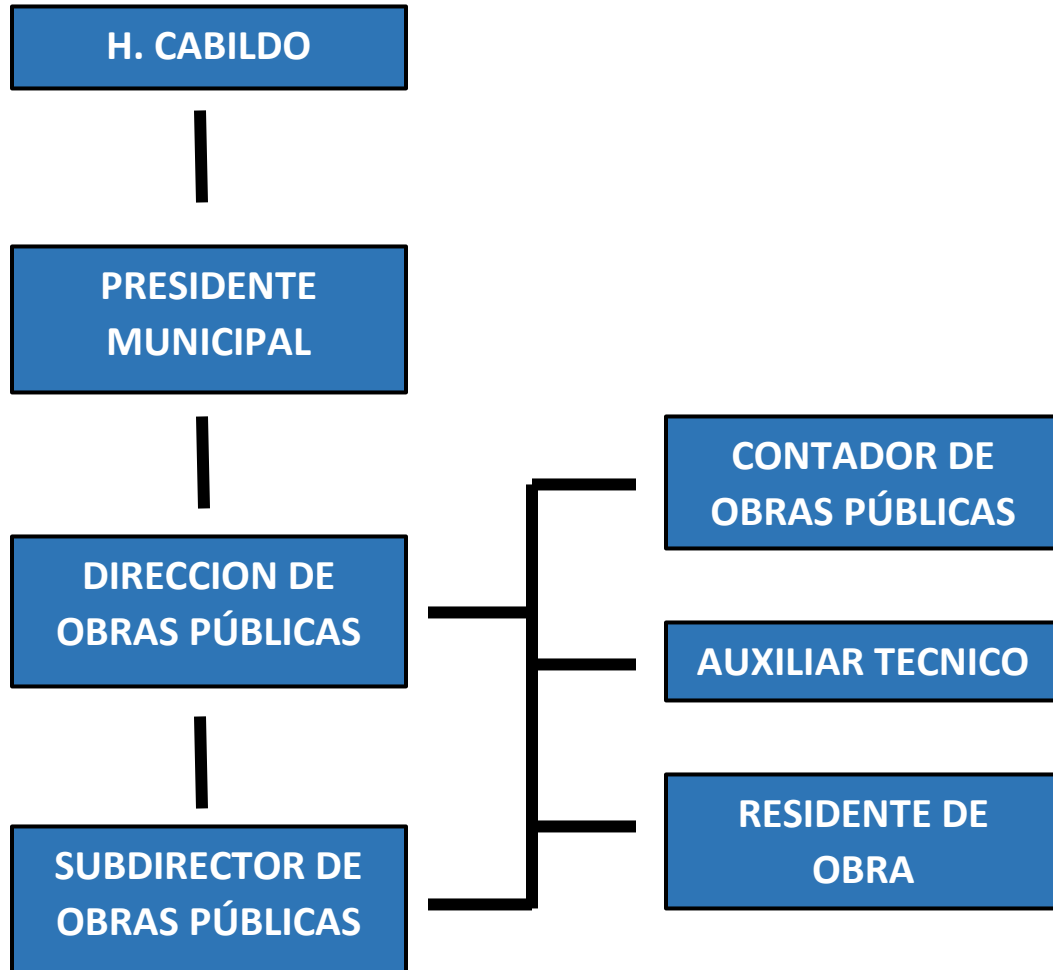 H. CABILDO
PRESIDENTE
MUNICIPAL
DIRECCION DE
OBRAS PÚBLICAS
SUBDIRECTOR DE
OBRAS PÚBLICAS
CONTADOR DE
OBRAS PÚBLICAS
AUXILIAR TECNICO
RESIDENTE DE
OBRA